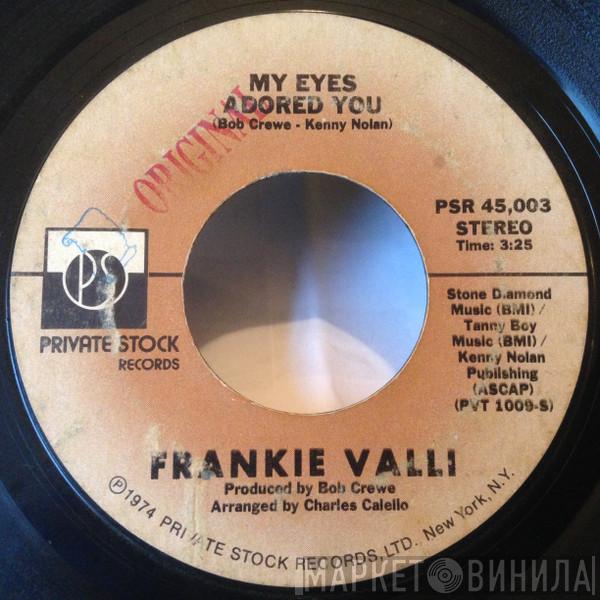 MY EYES
ADORED YOU
(Bob Crewe - Kenny Nolan)
ORIGINAL
PSR 45,003
STEREO
Time: 3:25
PS
PRIVATE STOCK
RECORDS
Stone Diamond
Music (BMI) /
Tanny Boy
Music (BMI) /
Kenny Nolan
Publishing
(ASCAP)
(PVT 1009-S)
FRANKIE VALLI
Produced by Bob Crewe
Arranged by Charles Calello
℗1974 PRIVATE STOCK RECORDS, LTD. New York, N.Y.
МАРКЕТ ВИНИЛА